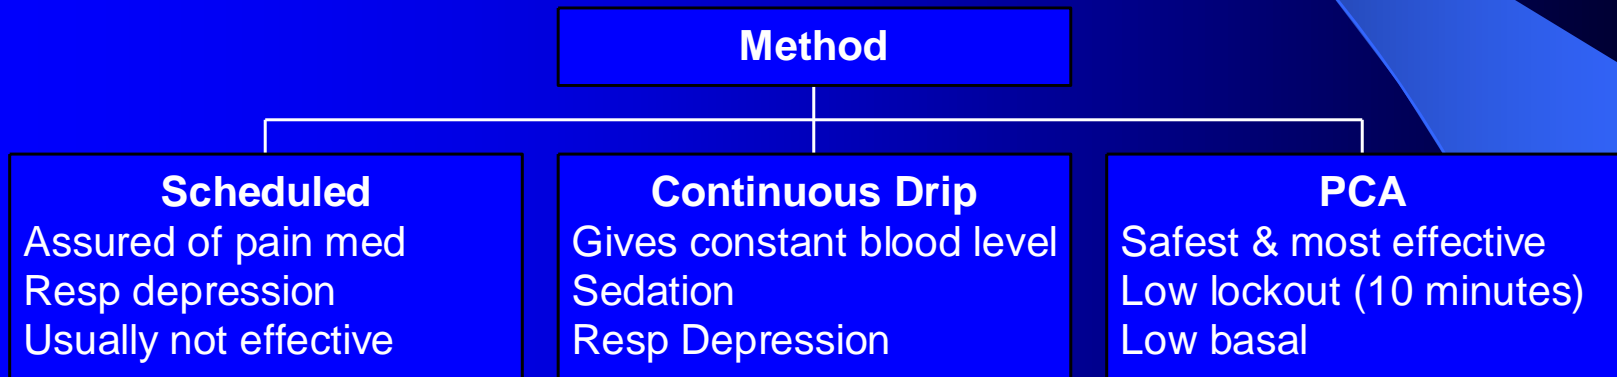 Method
Scheduled
Assured of pain med
Resp depression
Usually not effective
Continuous Drip
Gives constant blood level
Sedation
Resp Depression
PCA
Safest & most effective
Low lockout (10 minutes)
Low basal